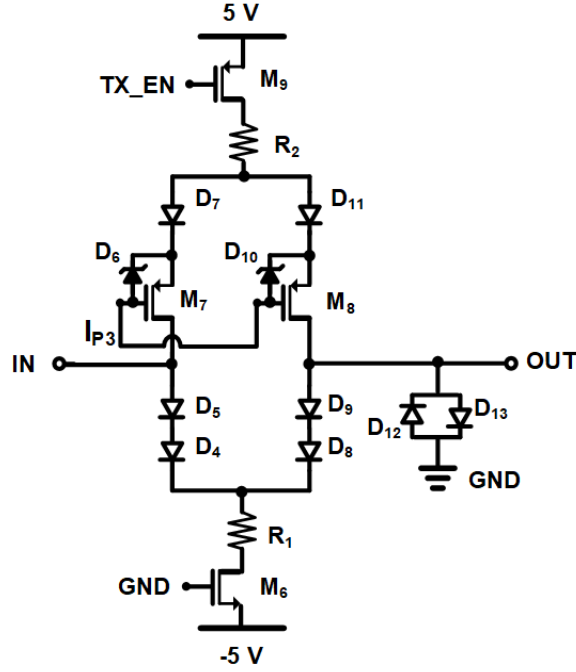 5 V
TX_EN
M9
R2
D7
D11
D6
D10
M7
M8
IP3
IN
OUT
D5
D9
D12
D13
D4
D8
GND
R1
GND
M6
-5 V